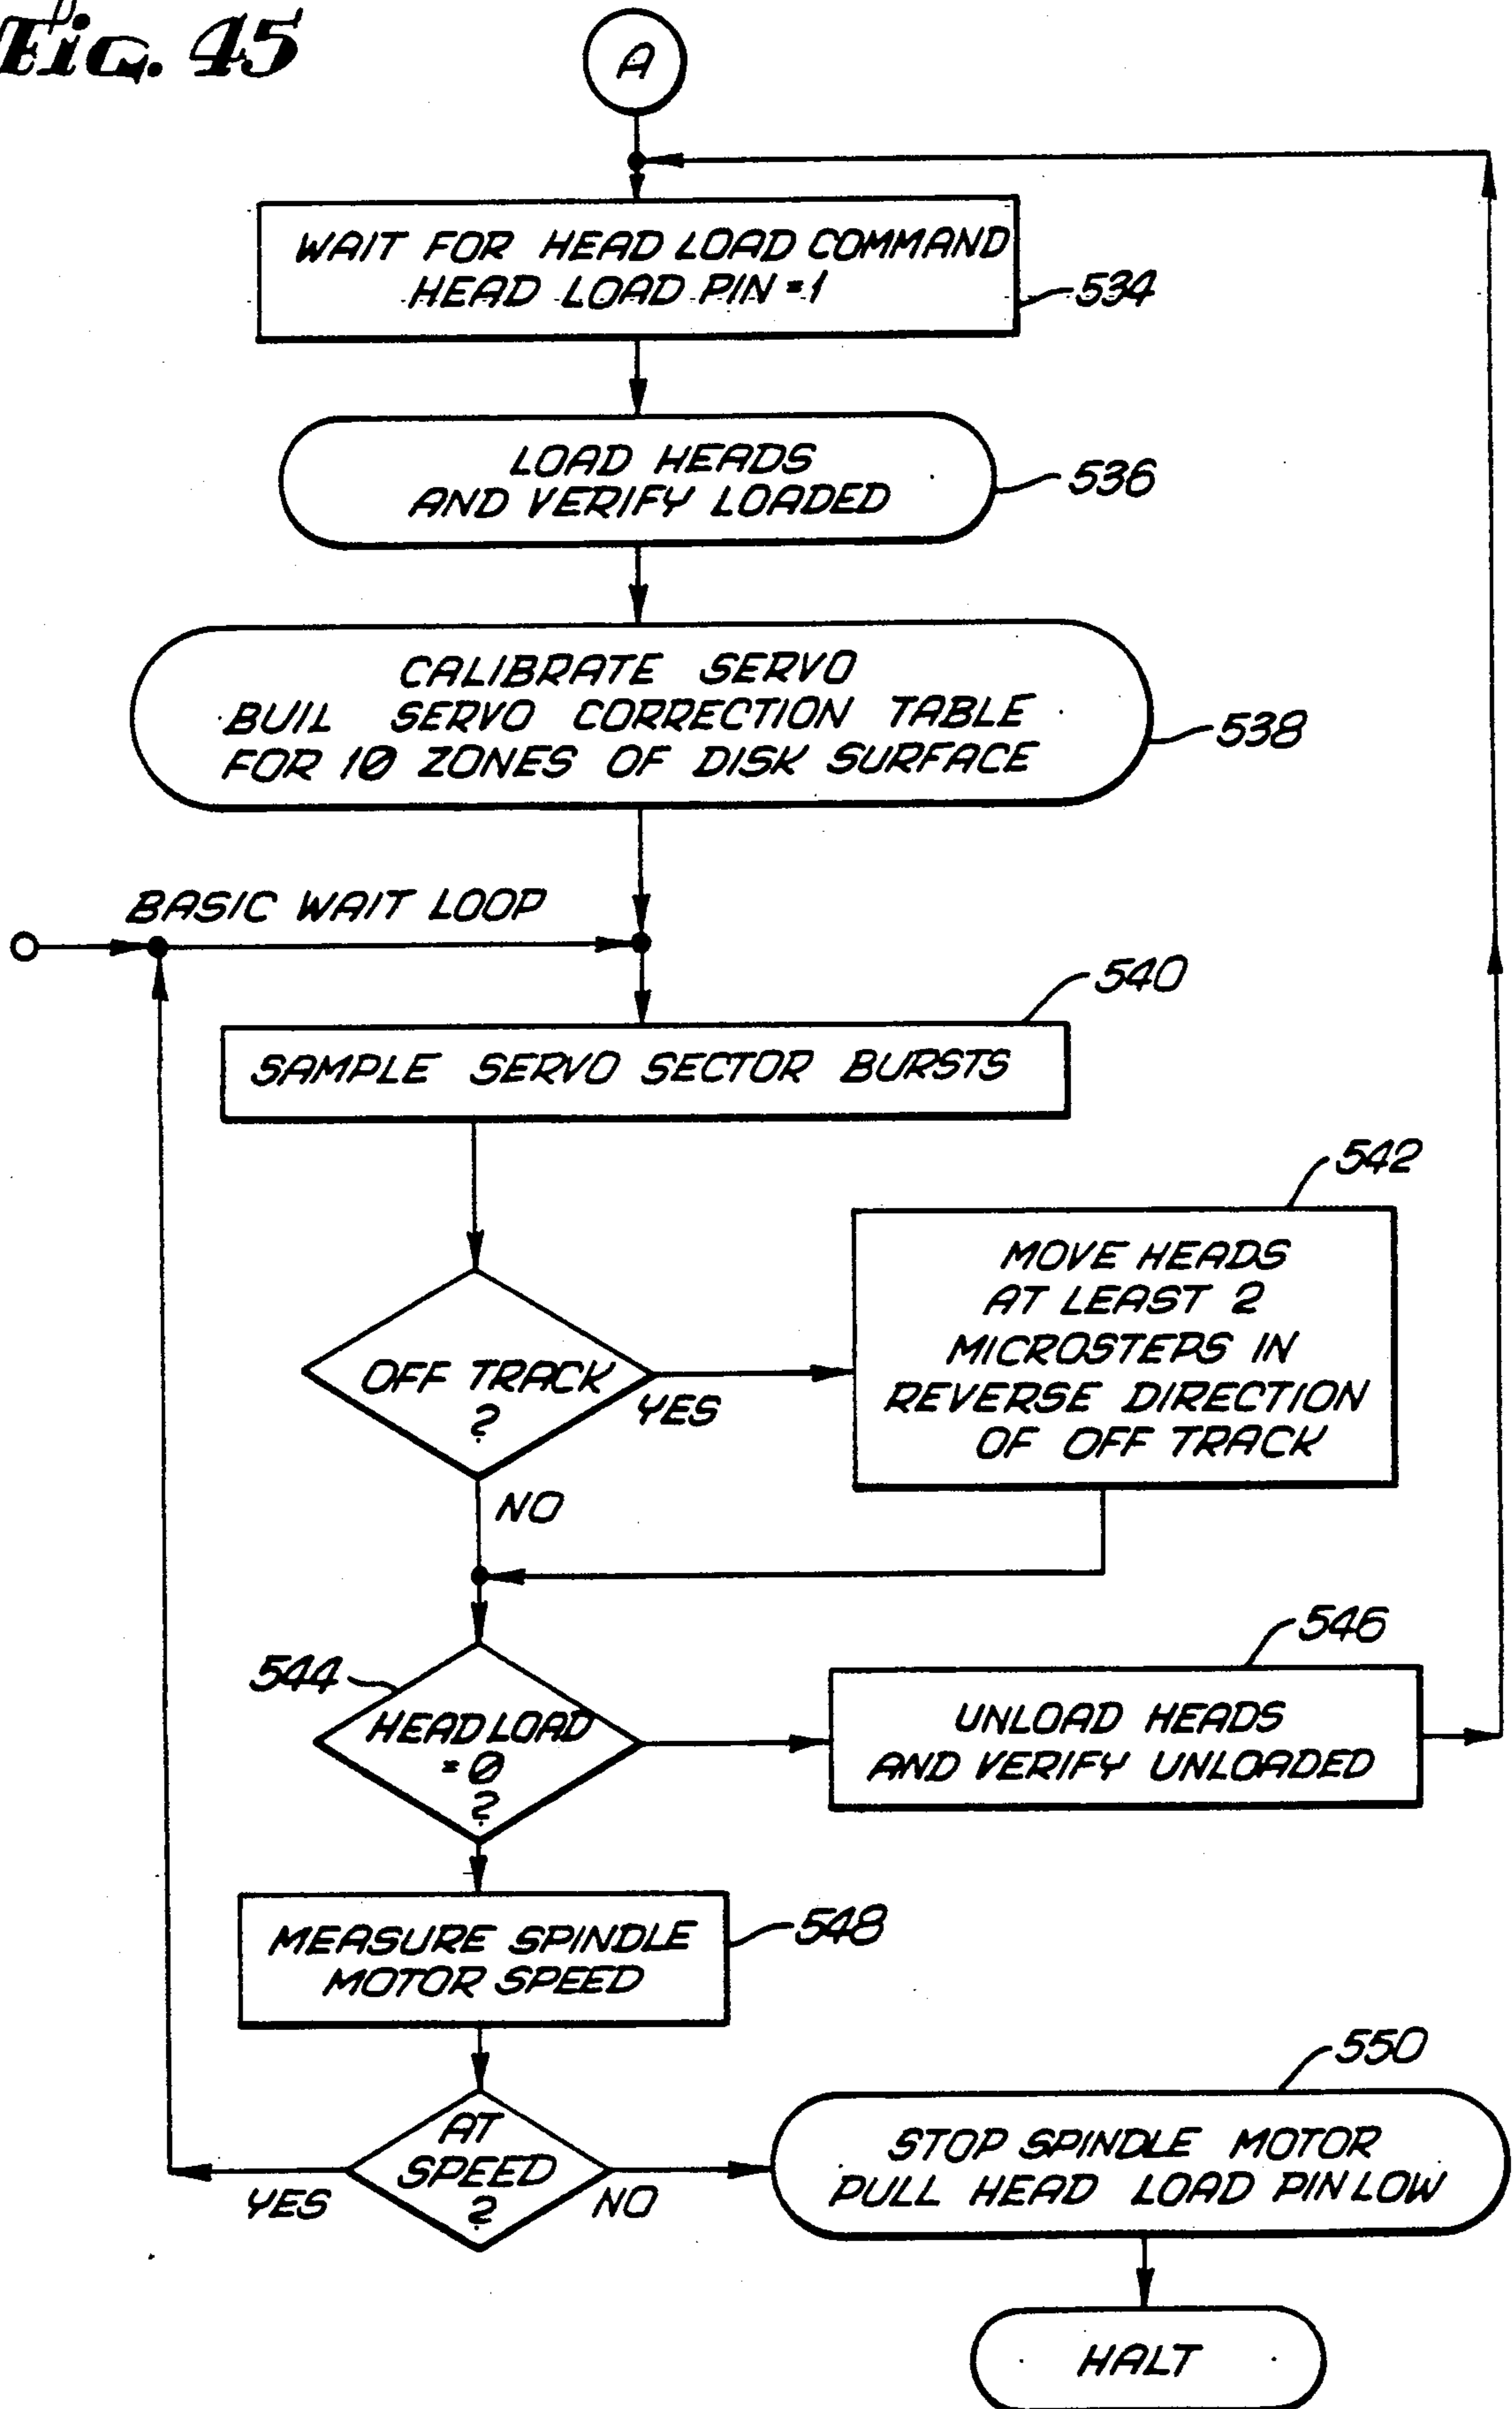 Fig. 45
A
WAIT FOR HEAD LOAD COMMAND
HEAD LOAD PIN = 1
534
LOAD HEADS
AND VERIFY LOADED
536
CALIBRATE SERVO
BUIL SERVO CORRECTION TABLE
FOR 10 ZONES OF DISK SURFACE
538
BASIC WAIT LOOP
540
SAMPLE SERVO SECTOR BURSTS
542
MOVE HEADS
AT LEAST 2
MICROSTEPS IN
REVERSE DIRECTION
OF OFF TRACK
OFF TRACK
?
YES
NO
544
HEAD LOAD
= 0
?
546
UNLOAD HEADS
AND VERIFY UNLOADED
MEASURE SPINDLE
MOTOR SPEED
548
AT
SPEED
?
YES
NO
550
STOP SPINDLE MOTOR
PULL HEAD LOAD PIN LOW
HALT